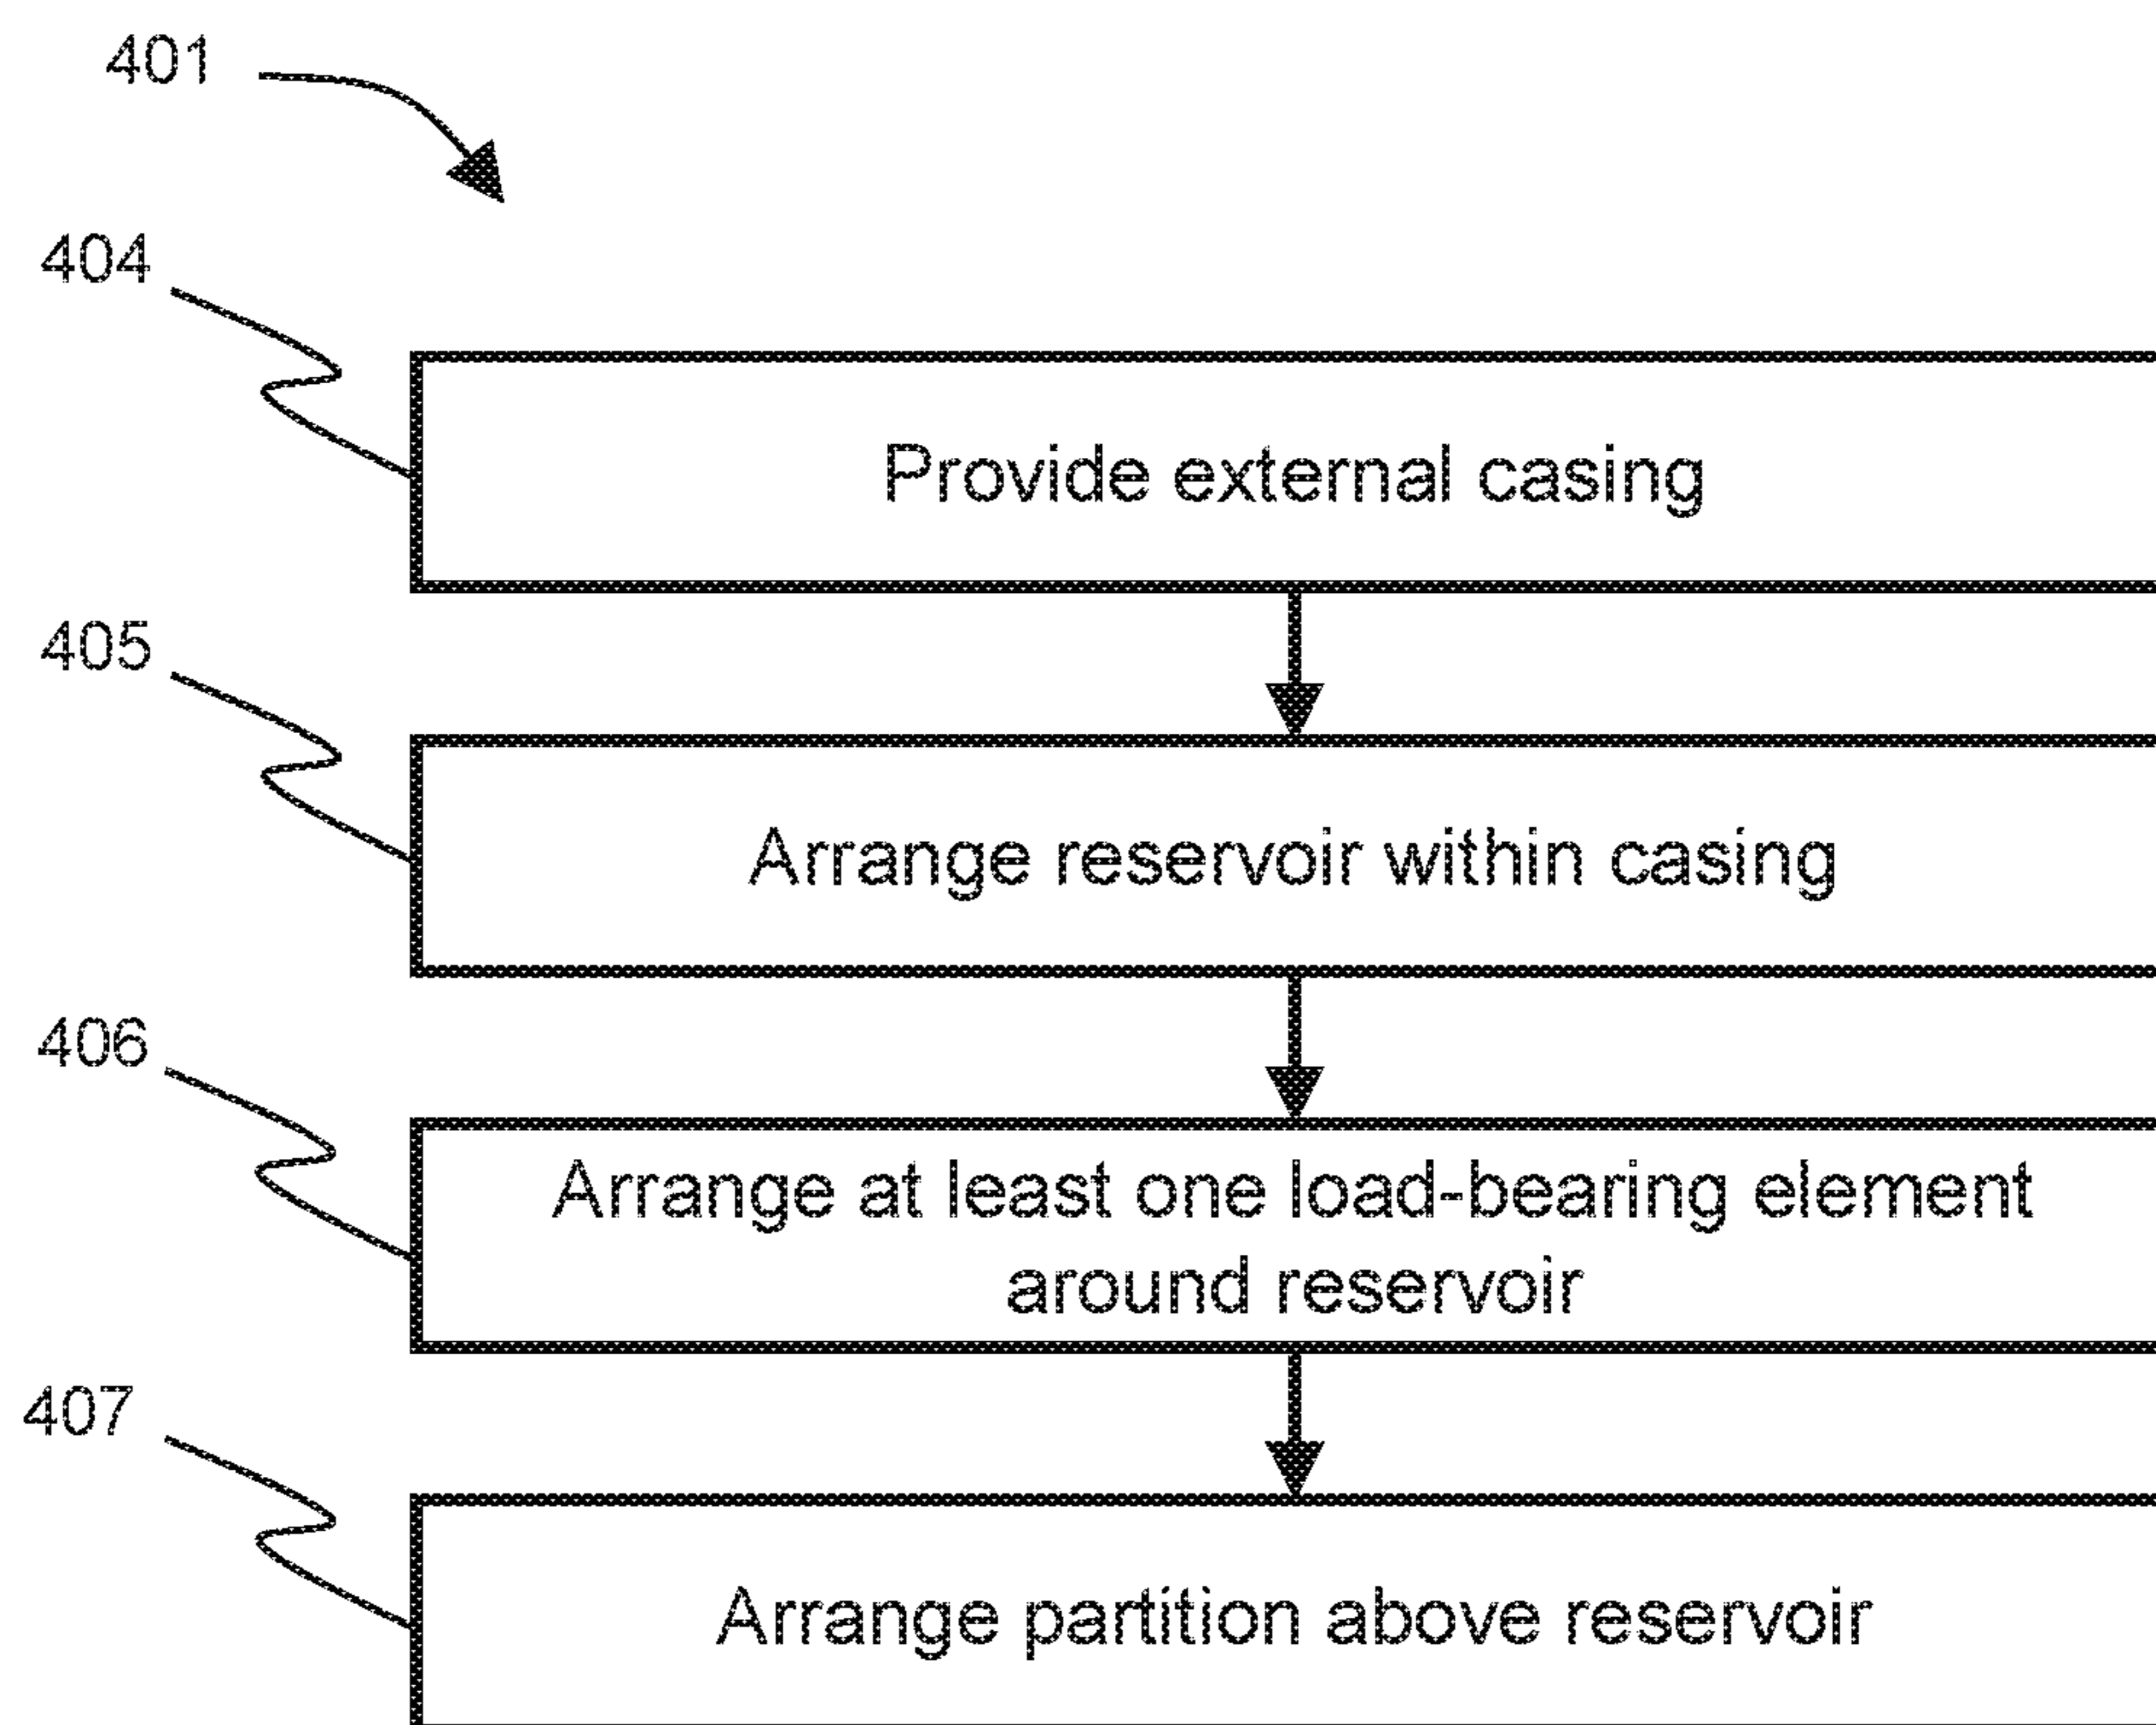 401
404
Provide external casing
405
Arrange reservoir within casing
406
Arrange at least one load-bearing element
around reservoir
407
Arrange partition above reservoir